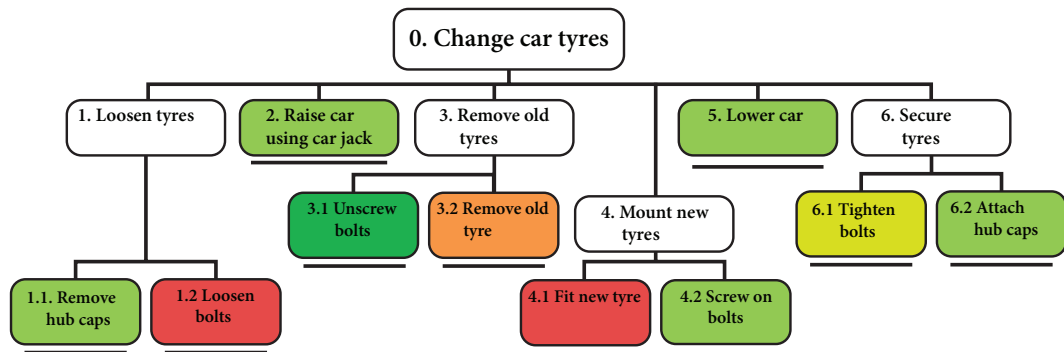 0. Change car tyres
1. Loosen tyres
2. Raise car
using car jack
3. Remove old
tyres
5. Lower car
6. Secure
tyres
3.1 Unscrew
bolts
3.2 Remove old
tyre
4. Mount new
tyres
6.1 Tighten
bolts
6.2 Attach
hub caps
1.1. Remove
hub caps
1.2 Loosen
bolts
4.1 Fit new tyre
4.2 Screw on
bolts